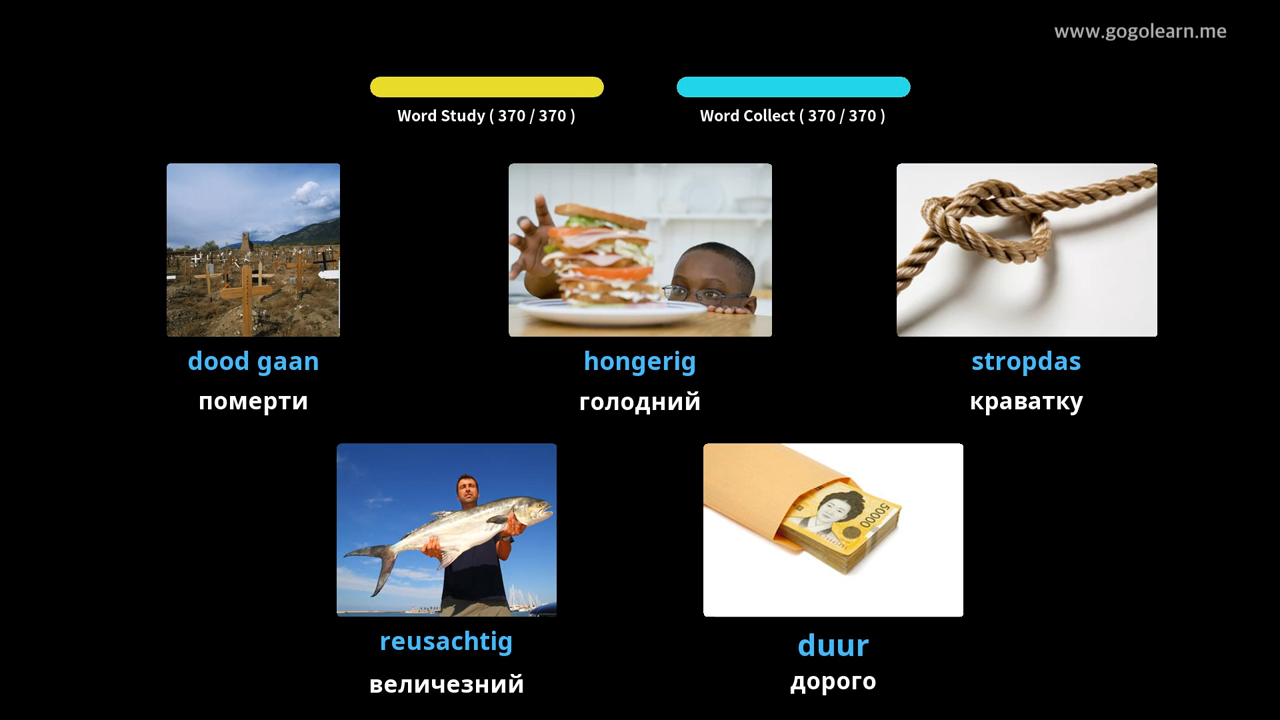 www.gogolearn.me
Word Study ( 370 / 370 )
Word Collect ( 370 / 370 )
dood gaan
померти
hongerig
голодний
stropdas
краватку
50000
reusachtig
величезний
duur
дорого